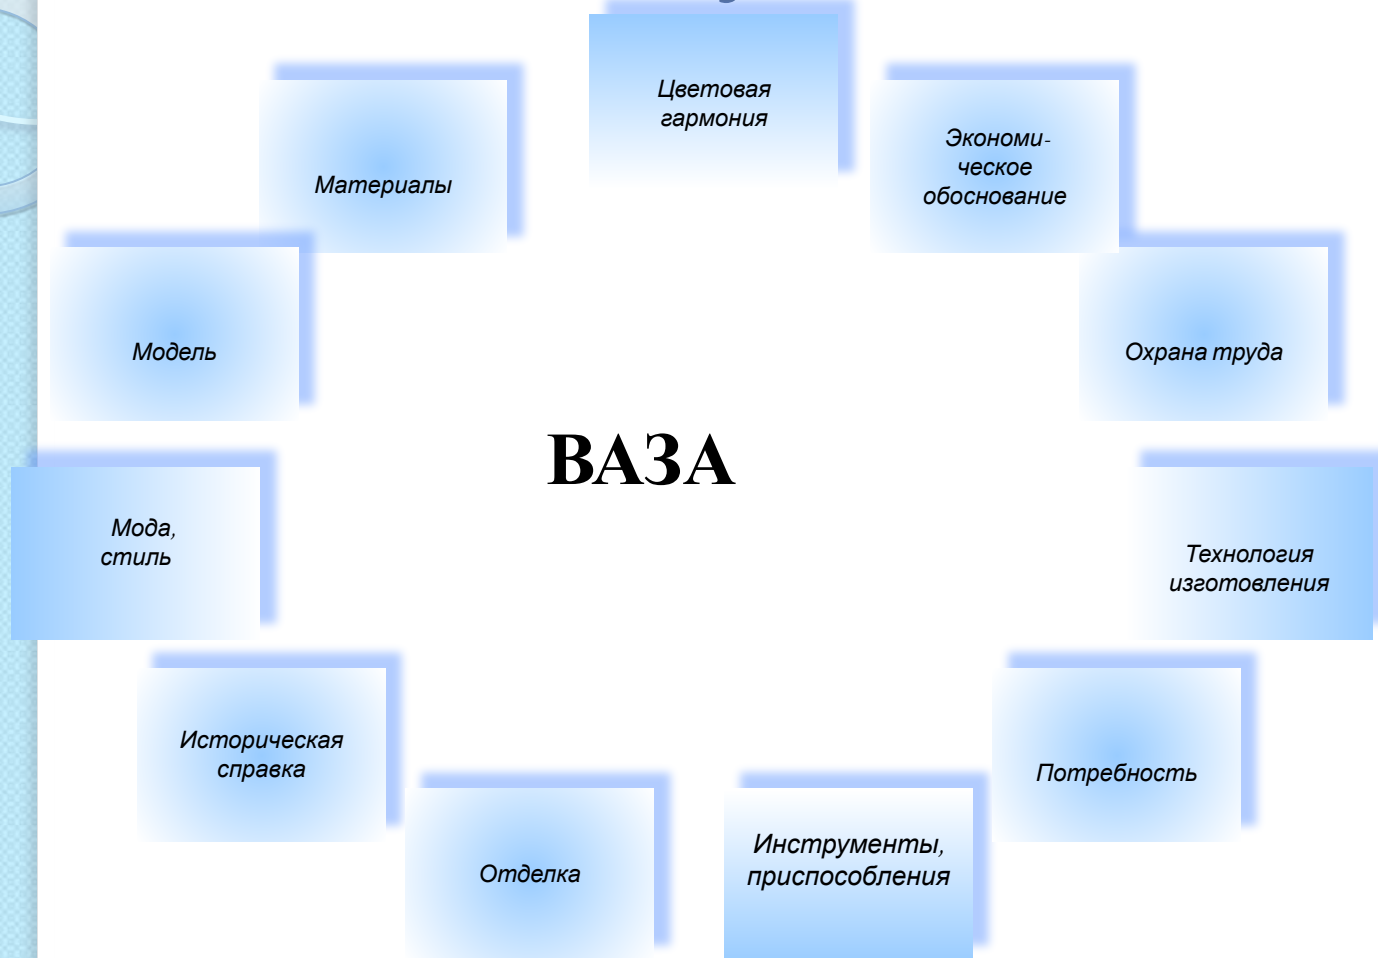 Цветовая
гармония
Экономи-
ческое
обоснование
Материалы
Модель
Охрана труда
ВАЗА
Мода,
стиль
Технология
изготовления
Историческая
справка
Потребность
Отделка
Инструменты,
приспособления